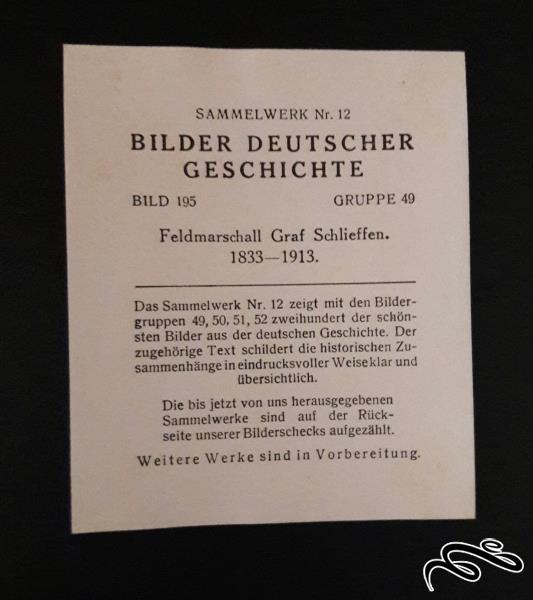 SAMMELWERK Nr. 12
BILDER DEUTSCHER
GESCHICHTE
BILD 195 GRUPPE 49
Feldmarschall Graf Schlieffen.
1833—1913.
Das Sammelwerk Nr. 12 zeigt mit den Bilder-
gruppen 49, 50, 51, 52 zweihundert der schön-
sten Bilder aus der deutschen Geschichte. Der
zugehörige Text schildert die historischen Zu-
sammenhänge in eindrucksvoller Weise klar und
übersichtlich.
Die bis jetzt von uns herausgegebenen
Sammelwerke sind auf der Rück-
seite unserer Bilderschecks aufgezählt.
Weitere Werke sind in Vorbereitung.